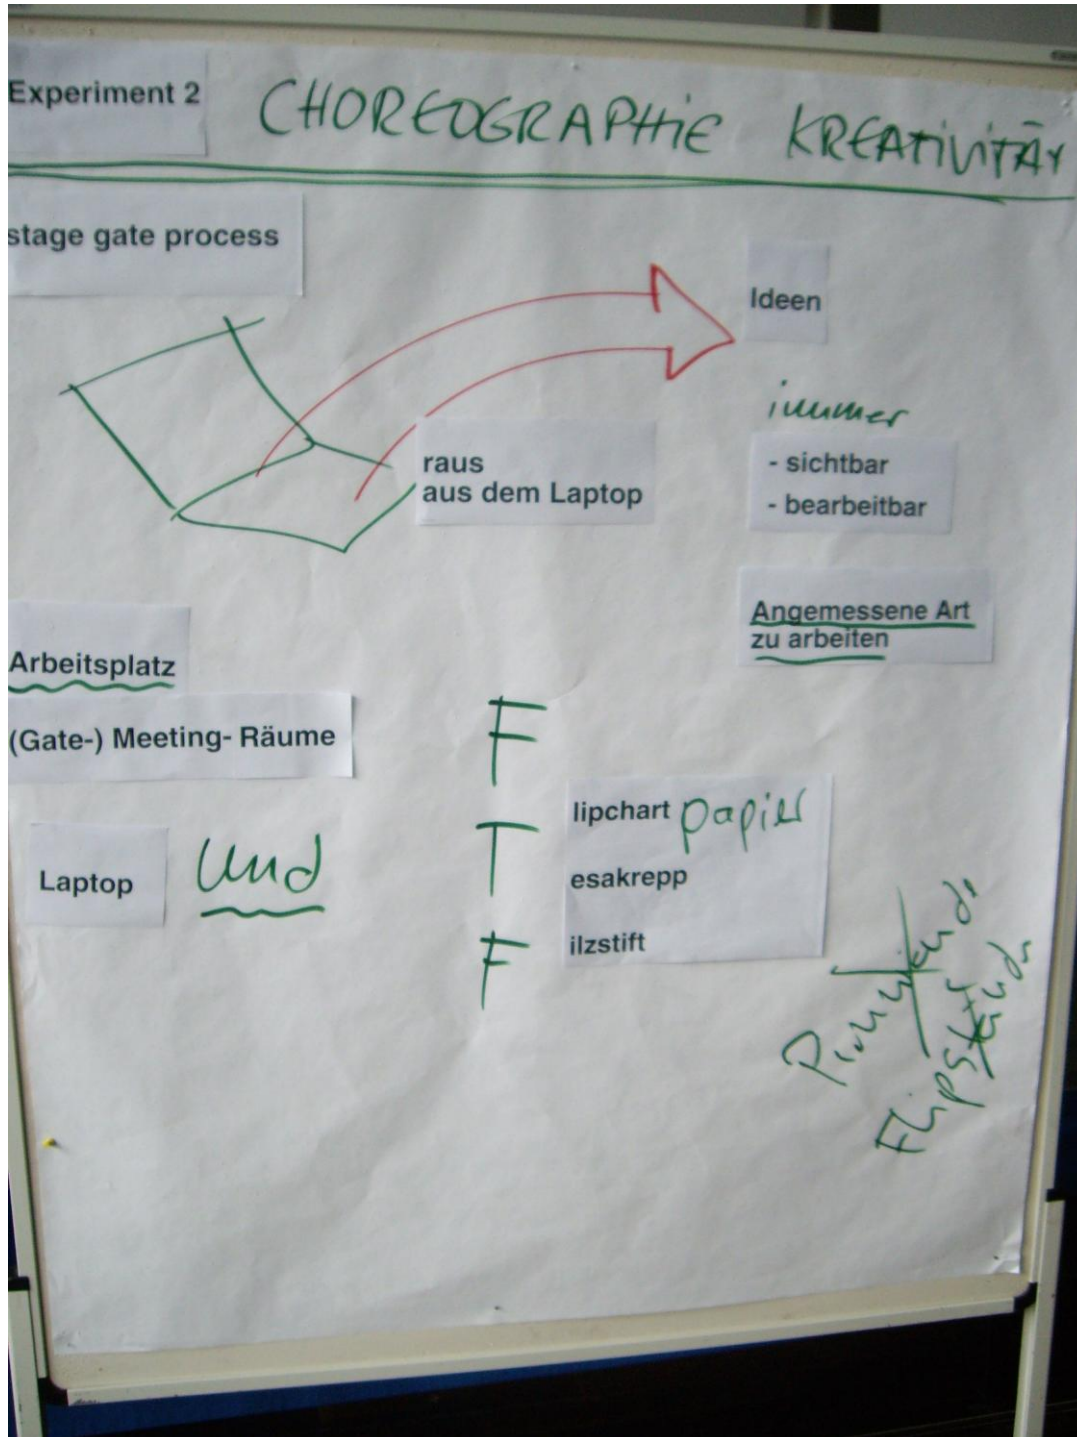 Experiment 2 CHOREOGRAPHiE KREATiViTÄT
stage gate process
Ideen
immer
raus
aus dem Laptop
- sichtbar
- bearbeitbar
Angemessene Art
zu arbeiten
Arbeitsplatz
(Gate-) Meeting- Räume
Laptop und
F lipchart papier
T esakrepp
F ilzstift